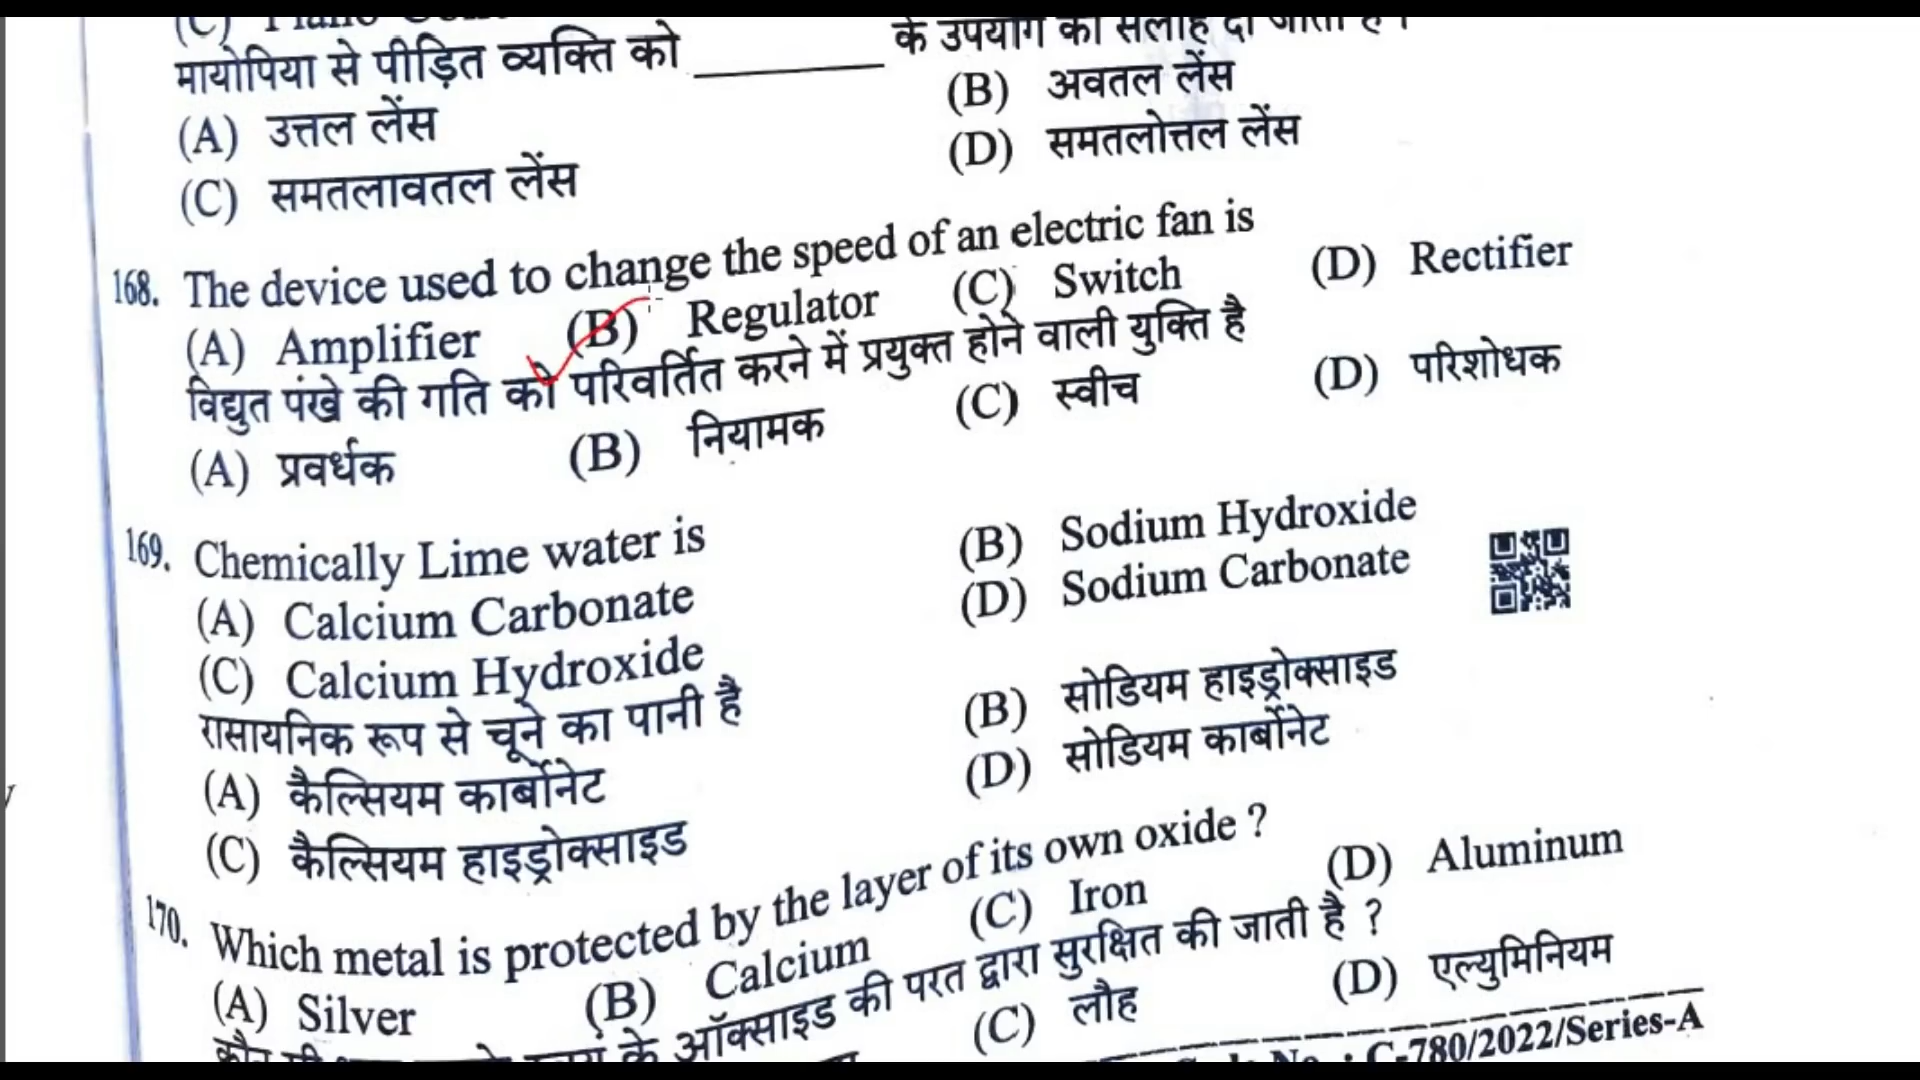 (C)
मायोपिया से पीड़ित व्यक्ति को ________ के उपयोग की सलाह दी जाती है।
(A) उत्तल लेंस (B) अवतल लेंस
(C) समतलावतल लेंस (D) समतलोत्तल लेंस
168. The device used to change the speed of an electric fan is
(A) Amplifier (B) Regulator (C) Switch (D) Rectifier
विद्युत पंखे की गति को परिवर्तित करने में प्रयुक्त होने वाली युक्ति है
(A) प्रवर्धक (B) नियामक (C) स्वीच (D) परिशोधक
169. Chemically Lime water is
(A) Calcium Carbonate (B) Sodium Hydroxide
(C) Calcium Hydroxide (D) Sodium Carbonate
रासायनिक रूप से चूने का पानी है
(A) कैल्सियम कार्बोनेट (B) सोडियम हाइड्रोक्साइड
(C) कैल्सियम हाइड्रोक्साइड (D) सोडियम कार्बोनेट
170. Which metal is protected by the layer of its own oxide ?
(A) Silver (B) Calcium (C) Iron (D) Aluminum
के ऑक्साइड की परत द्वारा सुरक्षित की जाती है ?
(C) लौह (D) एल्युमिनियम
C-780/2022/Series-A